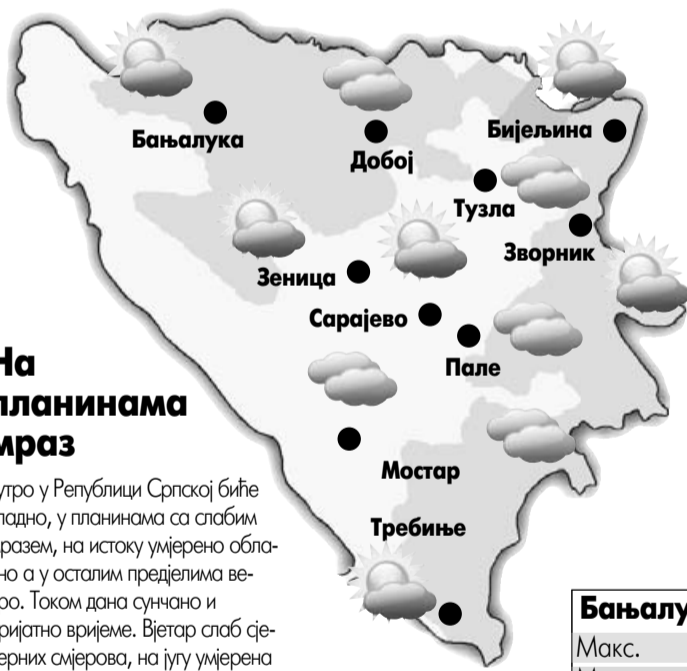 Бањалука
Добој
Бијељина
Тузла
Зворник
Зеница
Сарајево
Пале
Мостар
Требиње
На
планинама
мраз
утро у Републици Српској биће
ладно, у планинама са слабим
разем, на истоку умјерено обла-
но а у осталим предјелима ве-
ро. Током дана сунчано и
ријатно вријеме. Вјетар слаб сје-
ерних смјерова, на југу умјерена
Бањалу
Макс.